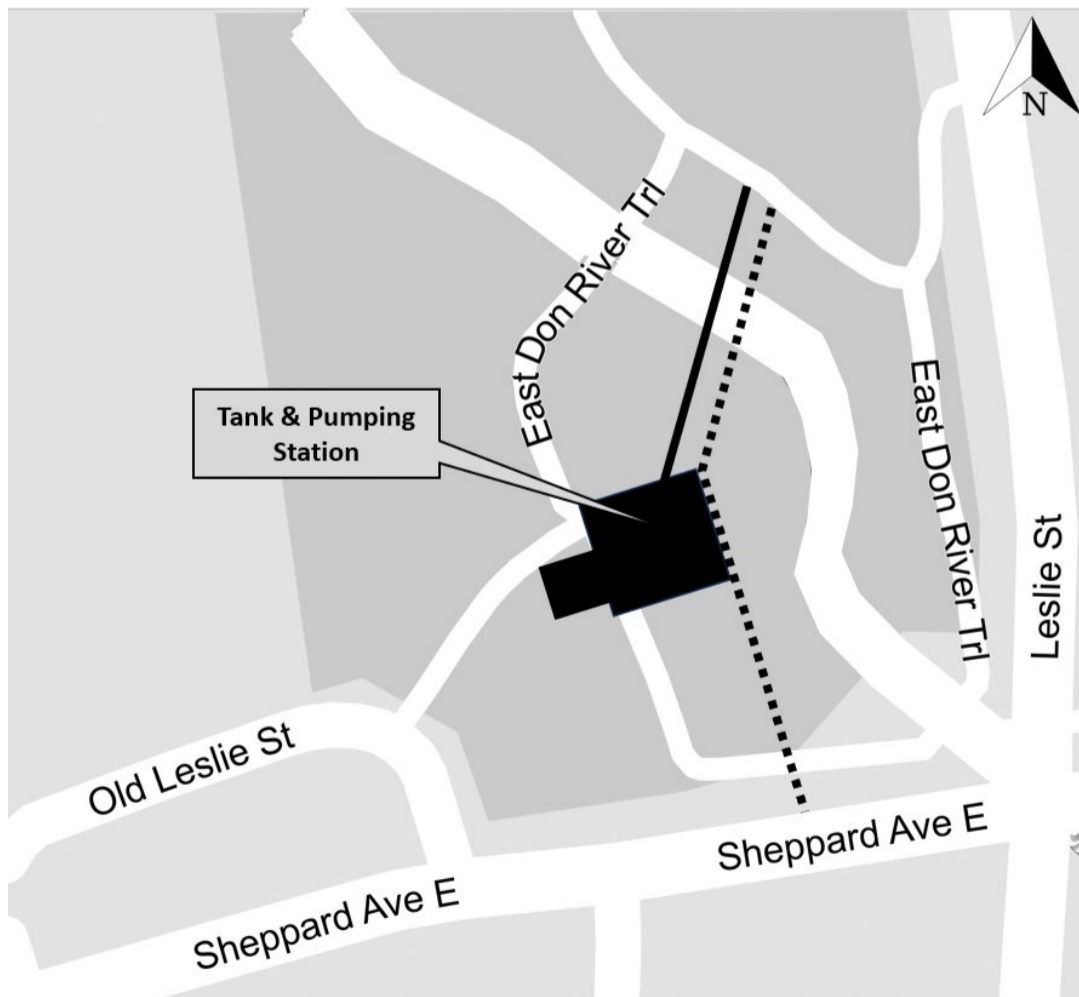 N
East Don River Trl
Tank & Pumping
Station
East Don River Trl
Leslie St
Old Leslie St
Sheppard Ave E
Sheppard Ave E